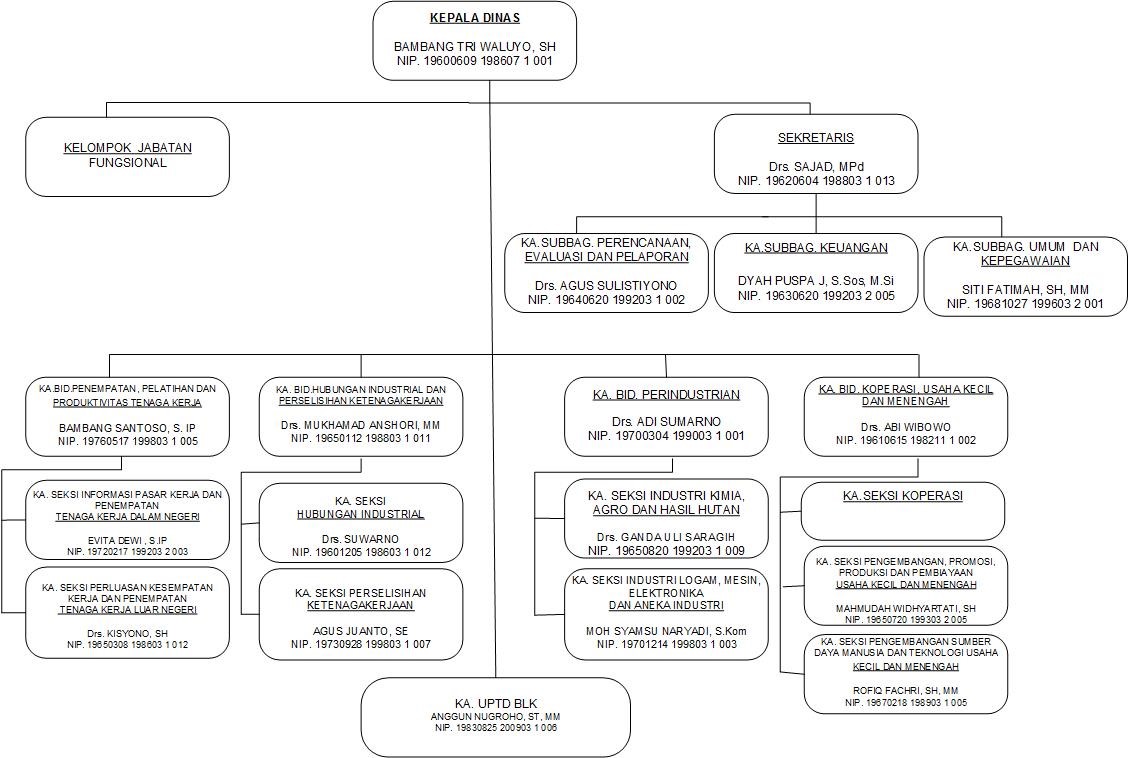 KEPALA DINAS
BAMBANG TRI WALUYO, SH
NIP. 19600609 198607 1 001
KELOMPOK JABATAN
FUNGSIONAL
SEKRETARIS
Drs. SAJAD, MPd
NIP. 19620604 198803 1 013
KA.SUBBAG. PERENCANAAN,
EVALUASI DAN PELAPORAN
Drs. AGUS SULISTIYONO
NIP. 19640620 199203 1 002
KA.SUBBAG. KEUANGAN
DYAH PUSPA J, S.Sos, M.Si
NIP. 19630620 199203 2 005
KA.SUBBAG. UMUM DAN
KEPEGAWAIAN
SITI FATIMAH, SH, MM
NIP. 19681027 199603 2 001
KA.BID.PENEMPATAN, PELATIHAN DAN
PRODUKTIVITAS TENAGA KERJA
BAMBANG SANTOSO, S. IP
NIP. 19760517 199803 1 005
KA. BID.HUBUNGAN INDUSTRIAL DAN
PERSELISIHAN KETENAGAKERJAAN
Drs. MUKHAMAD ANSHORI, MM
NIP. 19650112 198803 1 011
KA. BID. PERINDUSTRIAN
Drs. ADI SUMARNO
NIP. 19700304 199003 1 001
KA. BID. KOPERASI, USAHA KECIL
DAN MENENGAH
Drs. ABI WIBOWO
NIP. 19610615 198211 1 002
KA. SEKSI INFORMASI PASAR KERJA DAN
PENEMPATAN
TENAGA KERJA DALAM NEGERI
EVITA DEWI , S.IP
NIP. 19720217 199203 2 003
KA. SEKSI
HUBUNGAN INDUSTRIAL
Drs. SUWARNO
NIP. 19601205 198603 1 012
KA. SEKSI INDUSTRI KIMIA,
AGRO DAN HASIL HUTAN
Drs. GANDA ULI SARAGIH
NIP. 19650820 199203 1 009
KA.SEKSI KOPERASI
KA. SEKSI PERLUASAN KESEMPATAN
KERJA DAN PENEMPATAN
TENAGA KERJA LUAR NEGERI
Drs. KISYONO, SH
NIP. 19650308 198603 1 012
KA. SEKSI PERSELISIHAN
KETENAGAKERJAAN
AGUS JUANTO, SE
NIP. 19730928 199803 1 007
KA. SEKSI INDUSTRI LOGAM, MESIN,
ELEKTRONIKA
DAN ANEKA INDUSTRI
MOH SYAMSU NARYADI, S.Kom
NIP. 19701214 199803 1 003
KA. SEKSI PENGEMBANGAN, PROMOSI,
PRODUKSI DAN PEMBIAYAAN
USAHA KECIL DAN MENENGAH
MAHMUDAH WIDHYARTATI, SH
NIP. 19650720 199303 2 005
KA. SEKSI PENGEMBANGAN SUMBER
DAYA MANUSIA DAN TEKNOLOGI USAHA
KECIL DAN MENENGAH
ROFIQ FACHRI, SH, MM
NIP. 19670218 198903 1 005
KA. UPTD BLK
ANGGUN NUGROHO, ST, MM
NIP. 19830825 200903 1 006